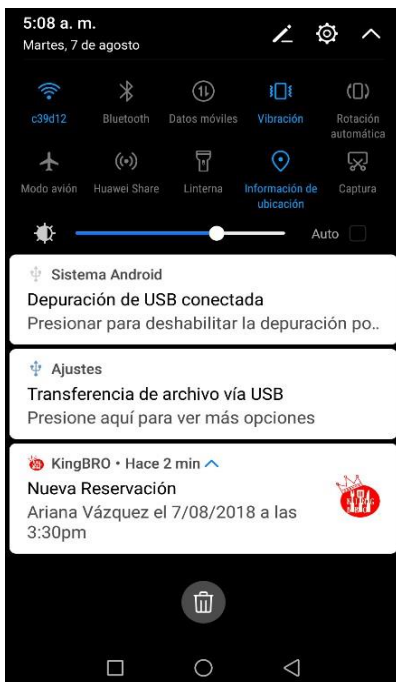 5:08 a. m.
Martes, 7 de agosto
c39d12
Bluetooth
Datos móviles
Vibración
Rotación automática
Modo avión
Huawei Share
Linterna
Información de ubicación
Captura
Auto
Sistema Android
Depuración de USB conectada
Presionar para deshabilitar la depuración po..
Ajustes
Transferencia de archivo vía USB
Presione aquí para ver más opciones
KingBRO • Hace 2 min
Nueva Reservación
Ariana Vázquez el 7/08/2018 a las
3:30pm